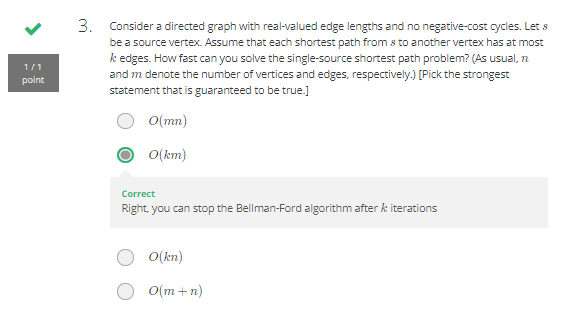 3.
1 / 1
point
Consider a directed graph with real-valued edge lengths and no negative-cost cycles. Let s
be a source vertex. Assume that each shortest path from s to another vertex has at most
k edges. How fast can you solve the single-source shortest path problem? (As usual, n
and m denote the number of vertices and edges, respectively.) [Pick the strongest
statement that is guaranteed to be true.]
O(mn)
O(km)
Correct
Right, you can stop the Bellman-Ford algorithm after k iterations
O(kn)
O(m + n)